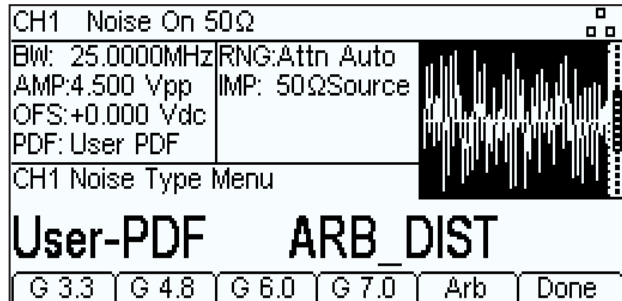 CH1 Noise On 50Ω
BW: 25.0000MHz RNG:Attn Auto
AMP:4.500 Vpp IMP: 50ΩSource
OFS:+0.000 Vdc
PDF: User PDF
CH1 Noise Type Menu
User-PDF ARB_DIST
G 3.3 G 4.8 G 6.0 G 7.0 Arb Done